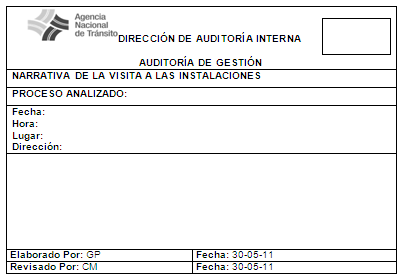 Agencia
Nacional
de Tránsito
DIRECCIÓN DE AUDITORÍA INTERNA
AUDITORÍA DE GESTIÓN
NARRATIVA DE LA VISITA A LAS INSTALACIONES
PROCESO ANALIZADO:
Fecha:
Hora:
Lugar:
Dirección:
Elaborado Por: GP Fecha: 30-05-11
Revisado Por: CM Fecha: 30-05-11